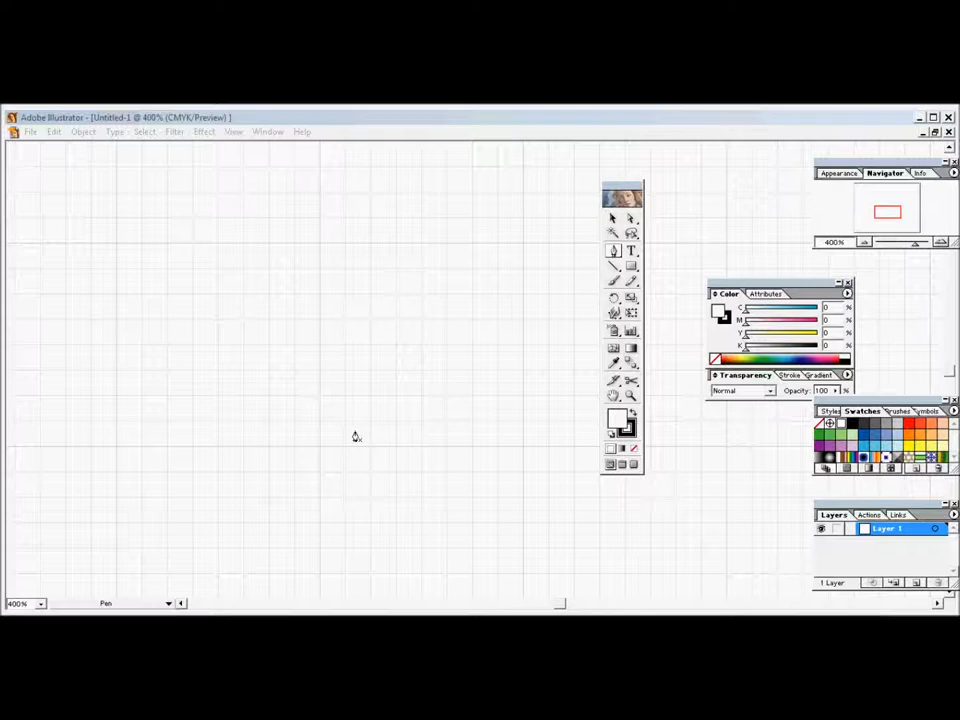 Adobe Illustrator - [Untitled-1 @ 400% (CMYK/Preview) ]
File Edit Object Type Select Filter Effect View Window Help
Appearance Navigator Info
400%
T
Color Attributes
C 0 %
M 0 %
Y 0 %
K 0 %
Transparency Stroke Gradient
Normal Opacity: 100
Styles Swatches Brushes Symbols
Layers Actions Links
Layer 1
1 Layer
400% Pen